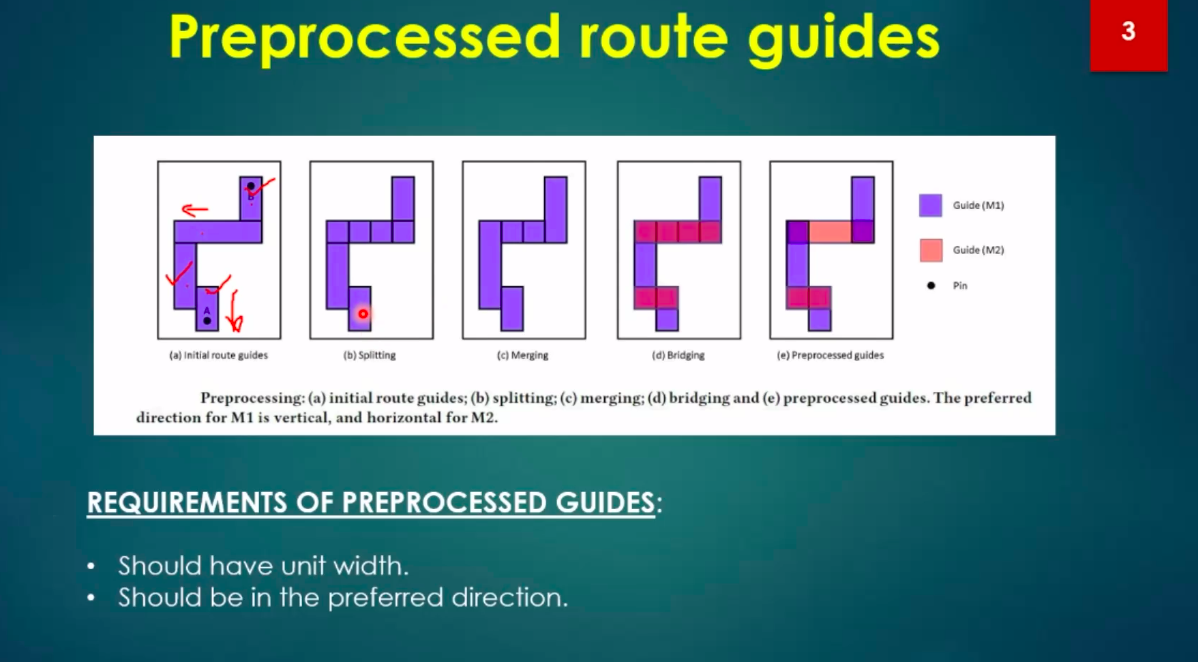 Preprocessed route guides
3
A
Guide (M1)
Guide (M2)
Pin
(a) Initial route guides
(b) Splitting
(c) Merging
(d) Bridging
(e) Preprocessed guides
Preprocessing: (a) initial route guides; (b) splitting; (c) merging; (d) bridging and (e) preprocessed guides. The preferred
direction for M1 is vertical, and horizontal for M2.
REQUIREMENTS OF PREPROCESSED GUIDES:
• Should have unit width.
• Should be in the preferred direction.